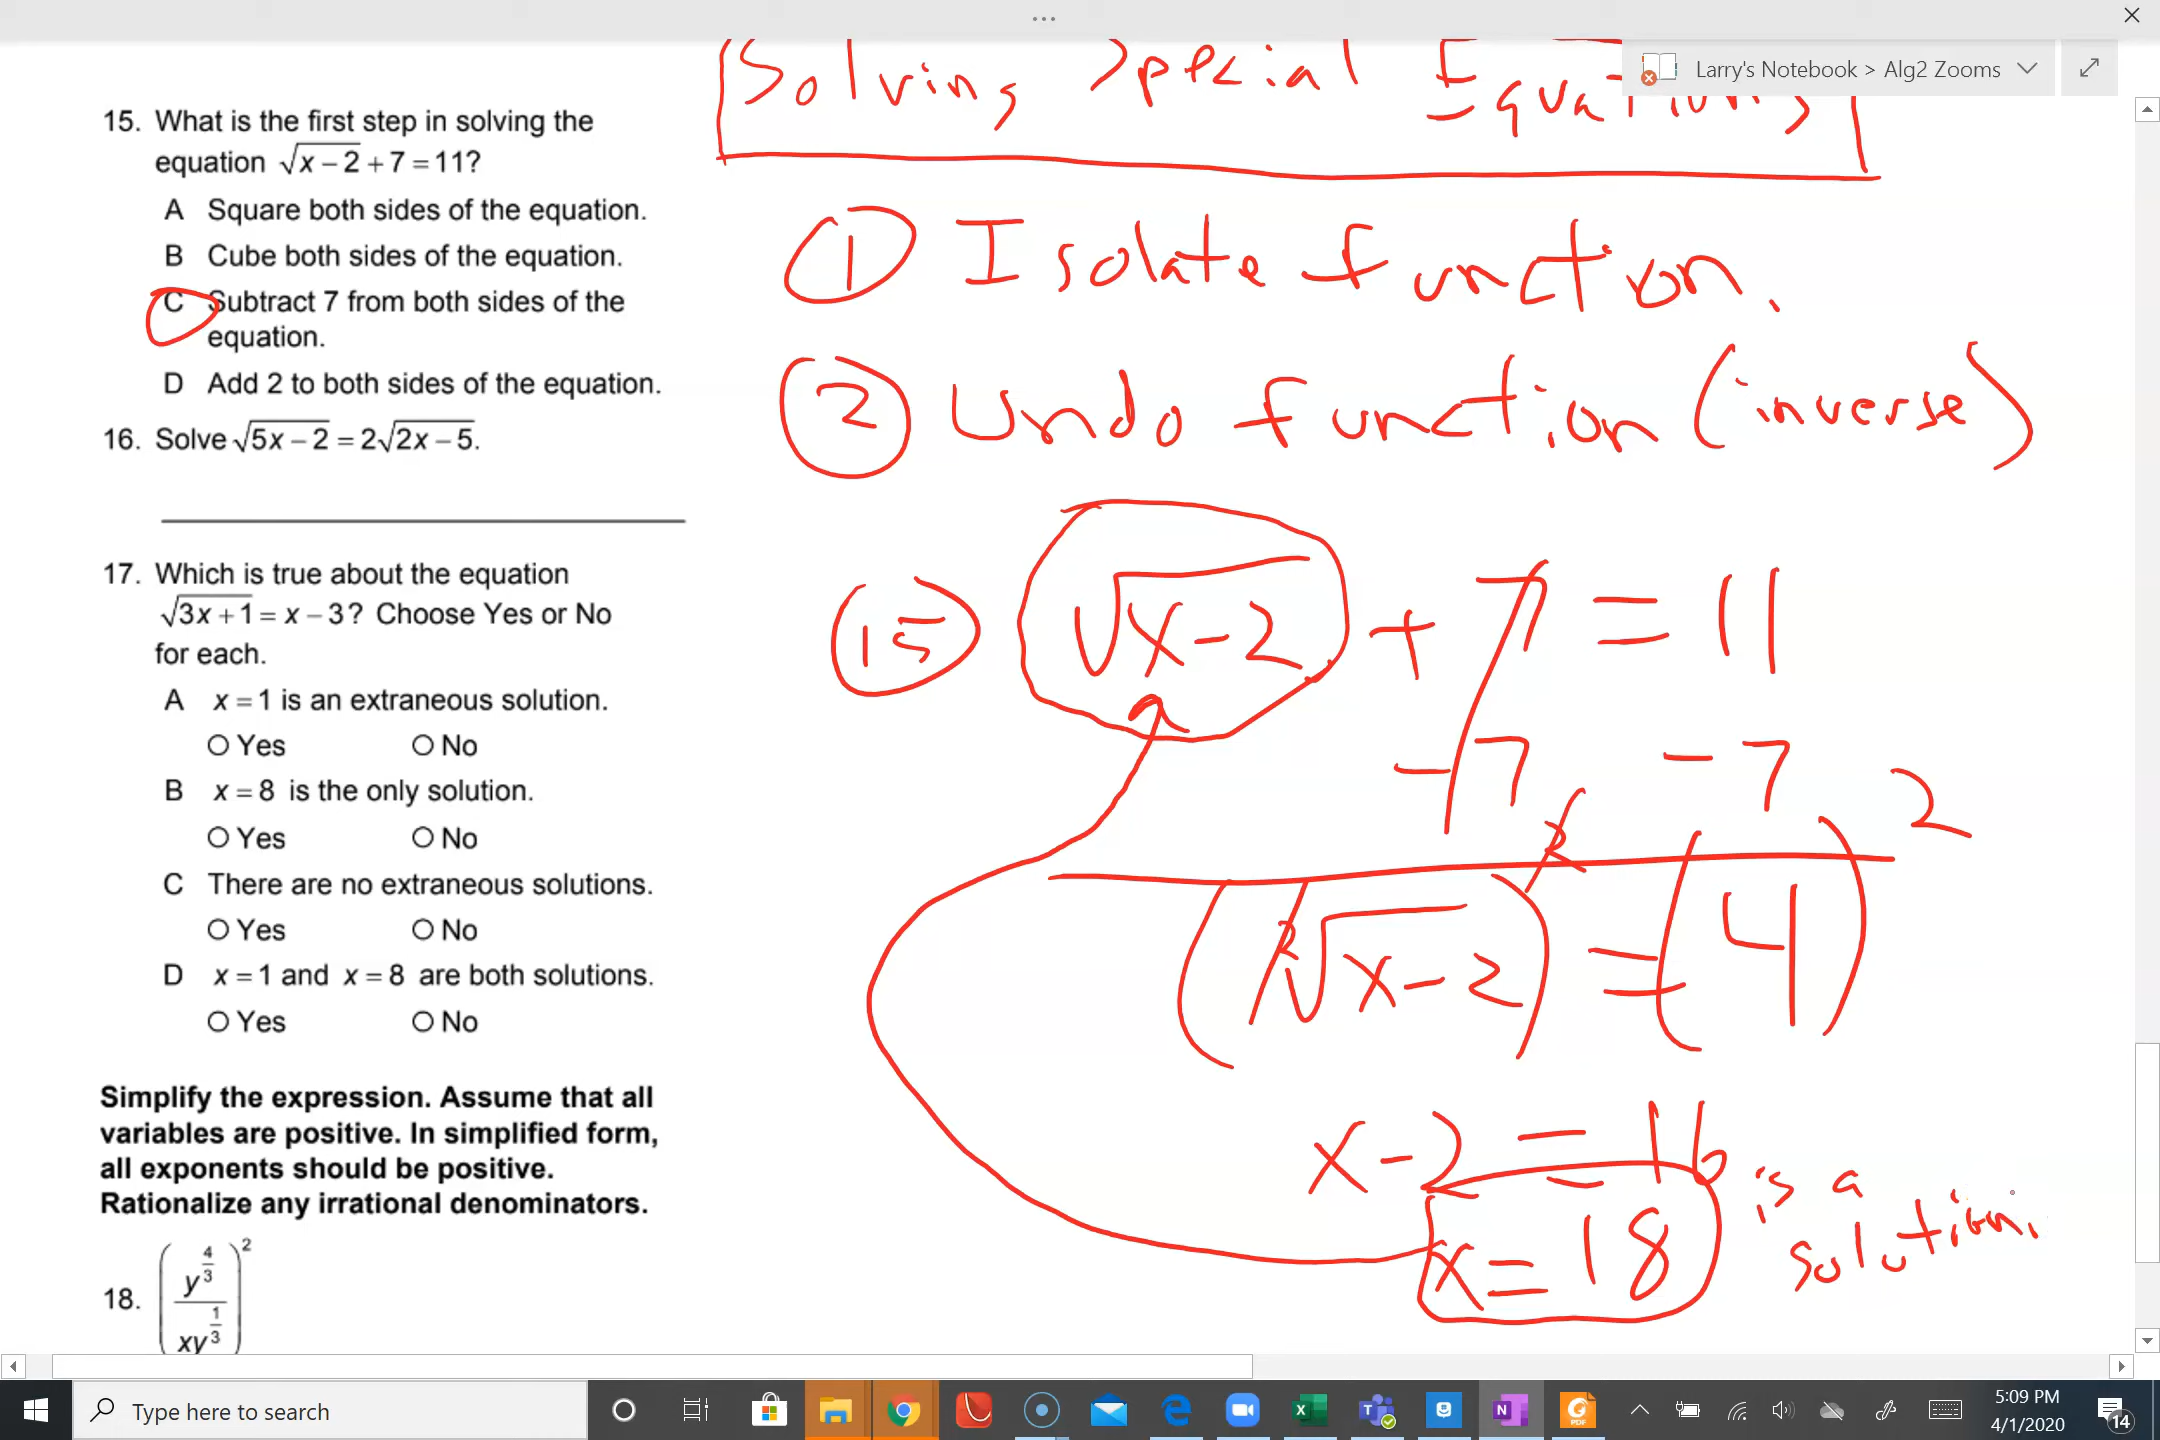 ...
Larry's Notebook > Alg2 Zooms
Solving Special Equations
15. What is the first step in solving the
equation √x – 2 + 7 = 11?
A Square both sides of the equation.
B Cube both sides of the equation.
C Subtract 7 from both sides of the
equation.
D Add 2 to both sides of the equation.
16. Solve √5x – 2 = 2√2x – 5.
17. Which is true about the equation
√3x + 1 = x – 3? Choose Yes or No
for each.
A x = 1 is an extraneous solution.
Yes No
B x = 8 is the only solution.
Yes No
C There are no extraneous solutions.
Yes No
D x = 1 and x = 8 are both solutions.
Yes No
Simplify the expression. Assume that all
variables are positive. In simplified form,
all exponents should be positive.
Rationalize any irrational denominators.
18. (y^(4/3) / xy^(1/3))^2
1 Isolate function.
2 Undo function (inverse)
15 √x-2 + 7 = 11
-7 -7
(²√x-2)² = (4)²
x-2 = 16
x = 18 is a
solution.
Type here to search
5:09 PM
4/1/2020
14